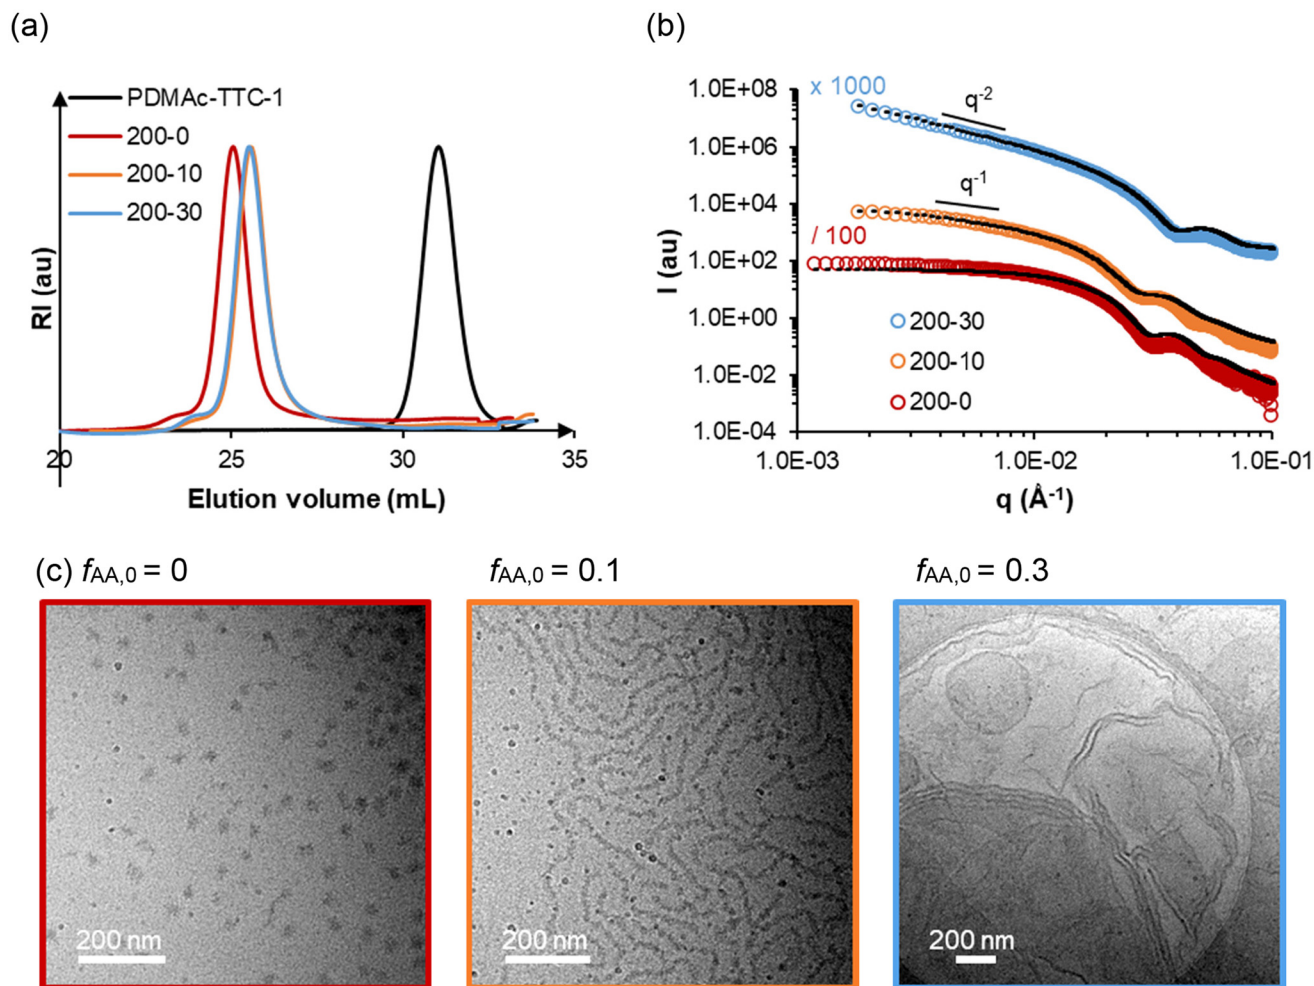 (a)
PDMAc-TTC-1
200-0
200-10
200-30
RI (au)
20
25
30
35
Elution volume (mL)
(b)
1.0E+08
1.0E+06
1.0E+04
1.0E+02
1.0E+00
1.0E-02
1.0E-04
I (au)
x 1000
q⁻²
q⁻¹
/ 100
200-30
200-10
200-0
1.0E-03
1.0E-02
1.0E-01
q (Å⁻¹)
(c) fAA,0 = 0
fAA,0 = 0.1
fAA,0 = 0.3
200 nm
200 nm
200 nm